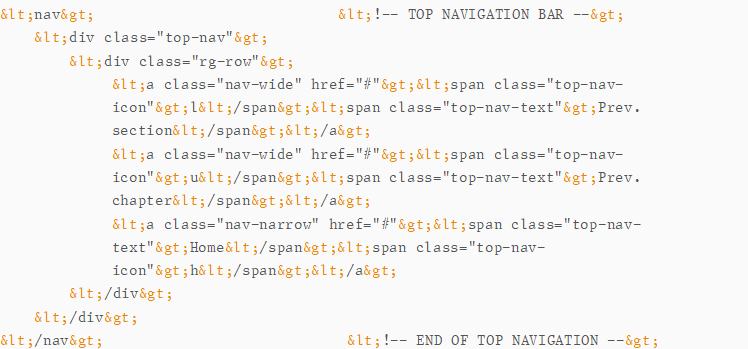 &lt;nav&gt;                            &lt;!-- TOP NAVIGATION BAR --&gt;
    &lt;div class="top-nav"&gt;
        &lt;div class="rg-row"&gt;
             &lt;a class="nav-wide" href="#"&gt;&lt;span class="top-nav-
             icon"&gt;l&lt;/span&gt;&lt;span class="top-nav-text"&gt;Prev.
             section&lt;/span&gt;&lt;/a&gt;
             &lt;a class="nav-wide" href="#"&gt;&lt;span class="top-nav-
             icon"&gt;u&lt;/span&gt;&lt;span class="top-nav-text"&gt;Prev.
             chapter&lt;/span&gt;&lt;/a&gt;
             &lt;a class="nav-narrow" href="#"&gt;&lt;span class="top-nav-
             text"&gt;Home&lt;/span&gt;&lt;span class="top-nav-
             icon"&gt;h&lt;/span&gt;&lt;/a&gt;
        &lt;/div&gt;
    &lt;/div&gt;
&lt;/nav&gt;                            &lt;!-- END OF TOP NAVIGATION --&gt;